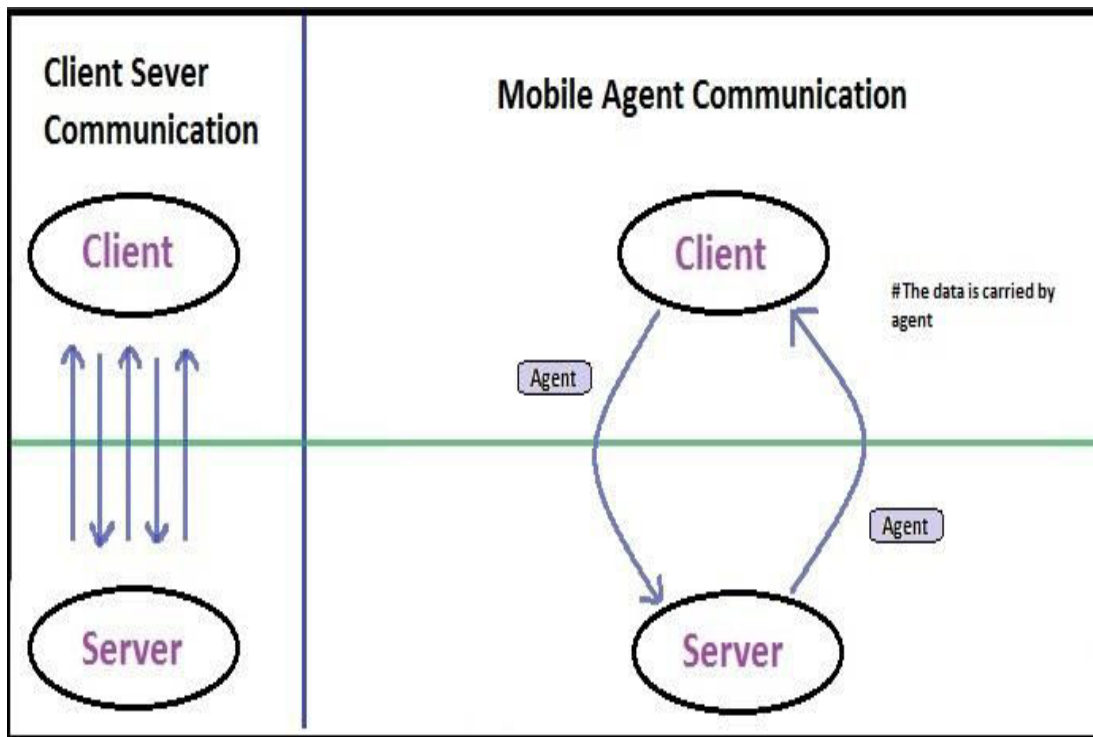 Client Sever
Communication
Client
Server
Mobile Agent Communication
Client
#The data is carried by
agent
Agent
Agent
Server